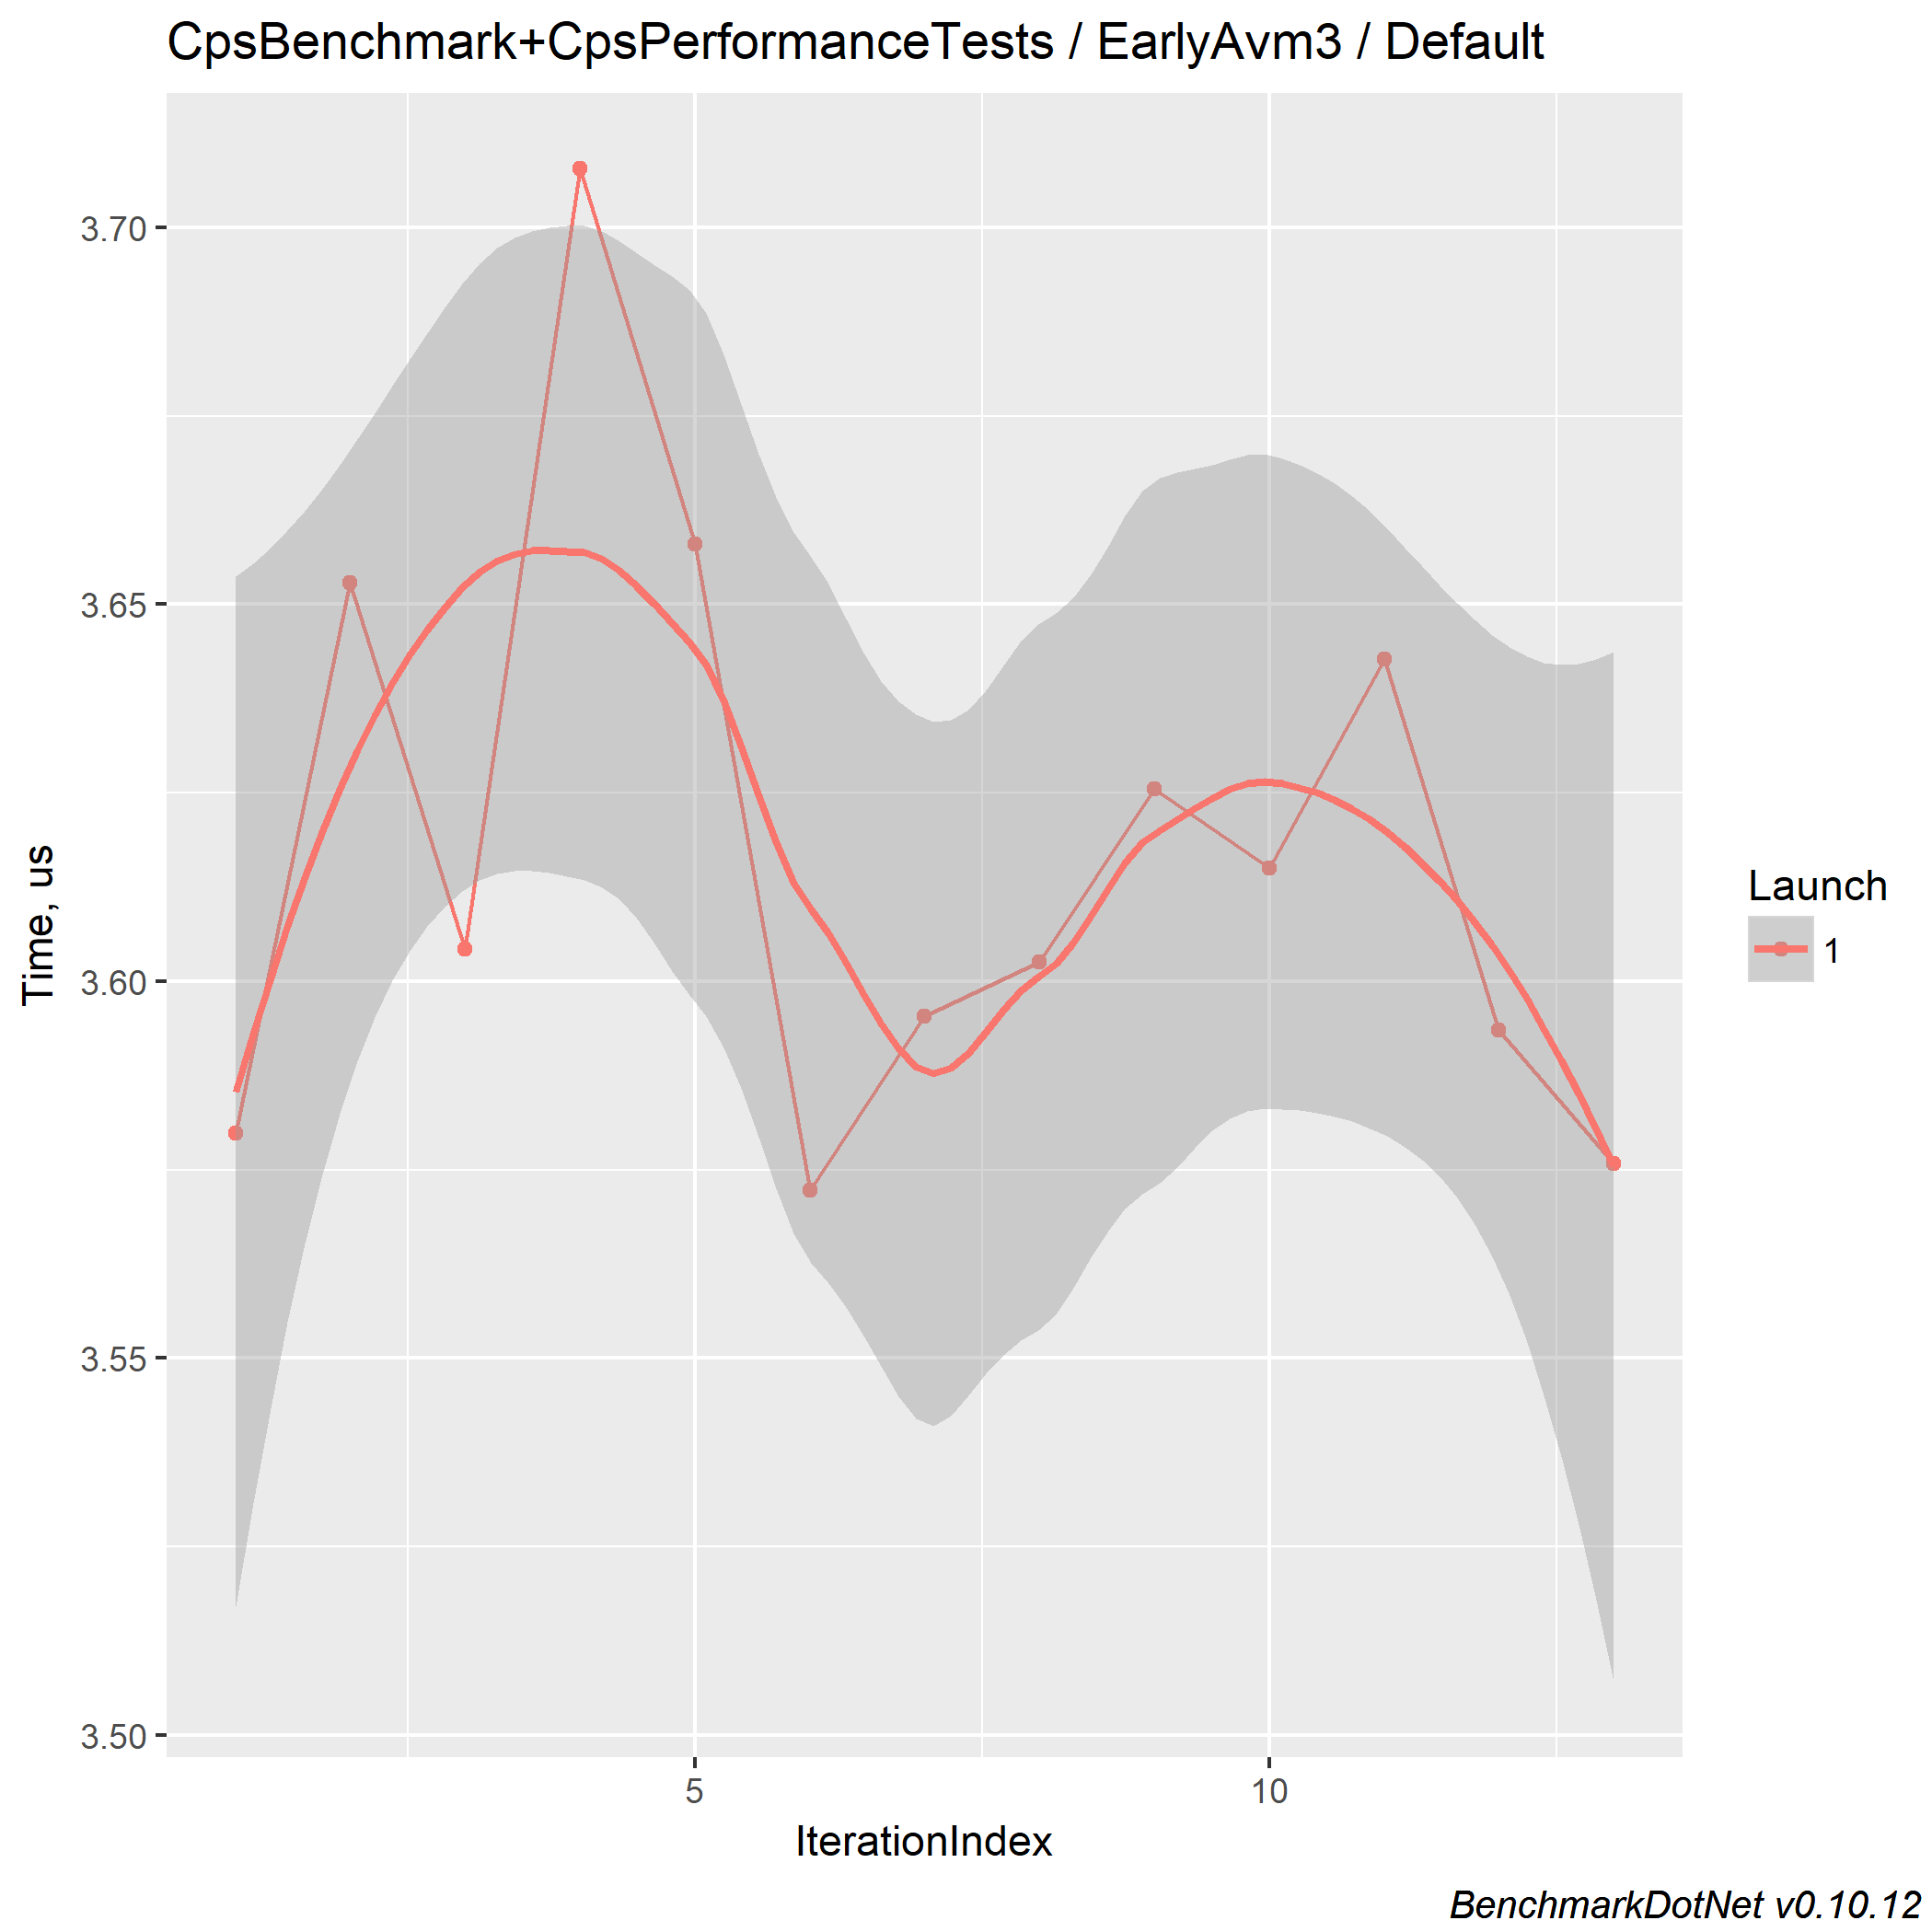 CpsBenchmark+CpsPerformanceTests / EarlyAvm3 / Default
3.70
3.65
3.60
3.55
3.50
Time, us
5
10
IterationIndex
Launch
1
BenchmarkDotNet v0.10.12